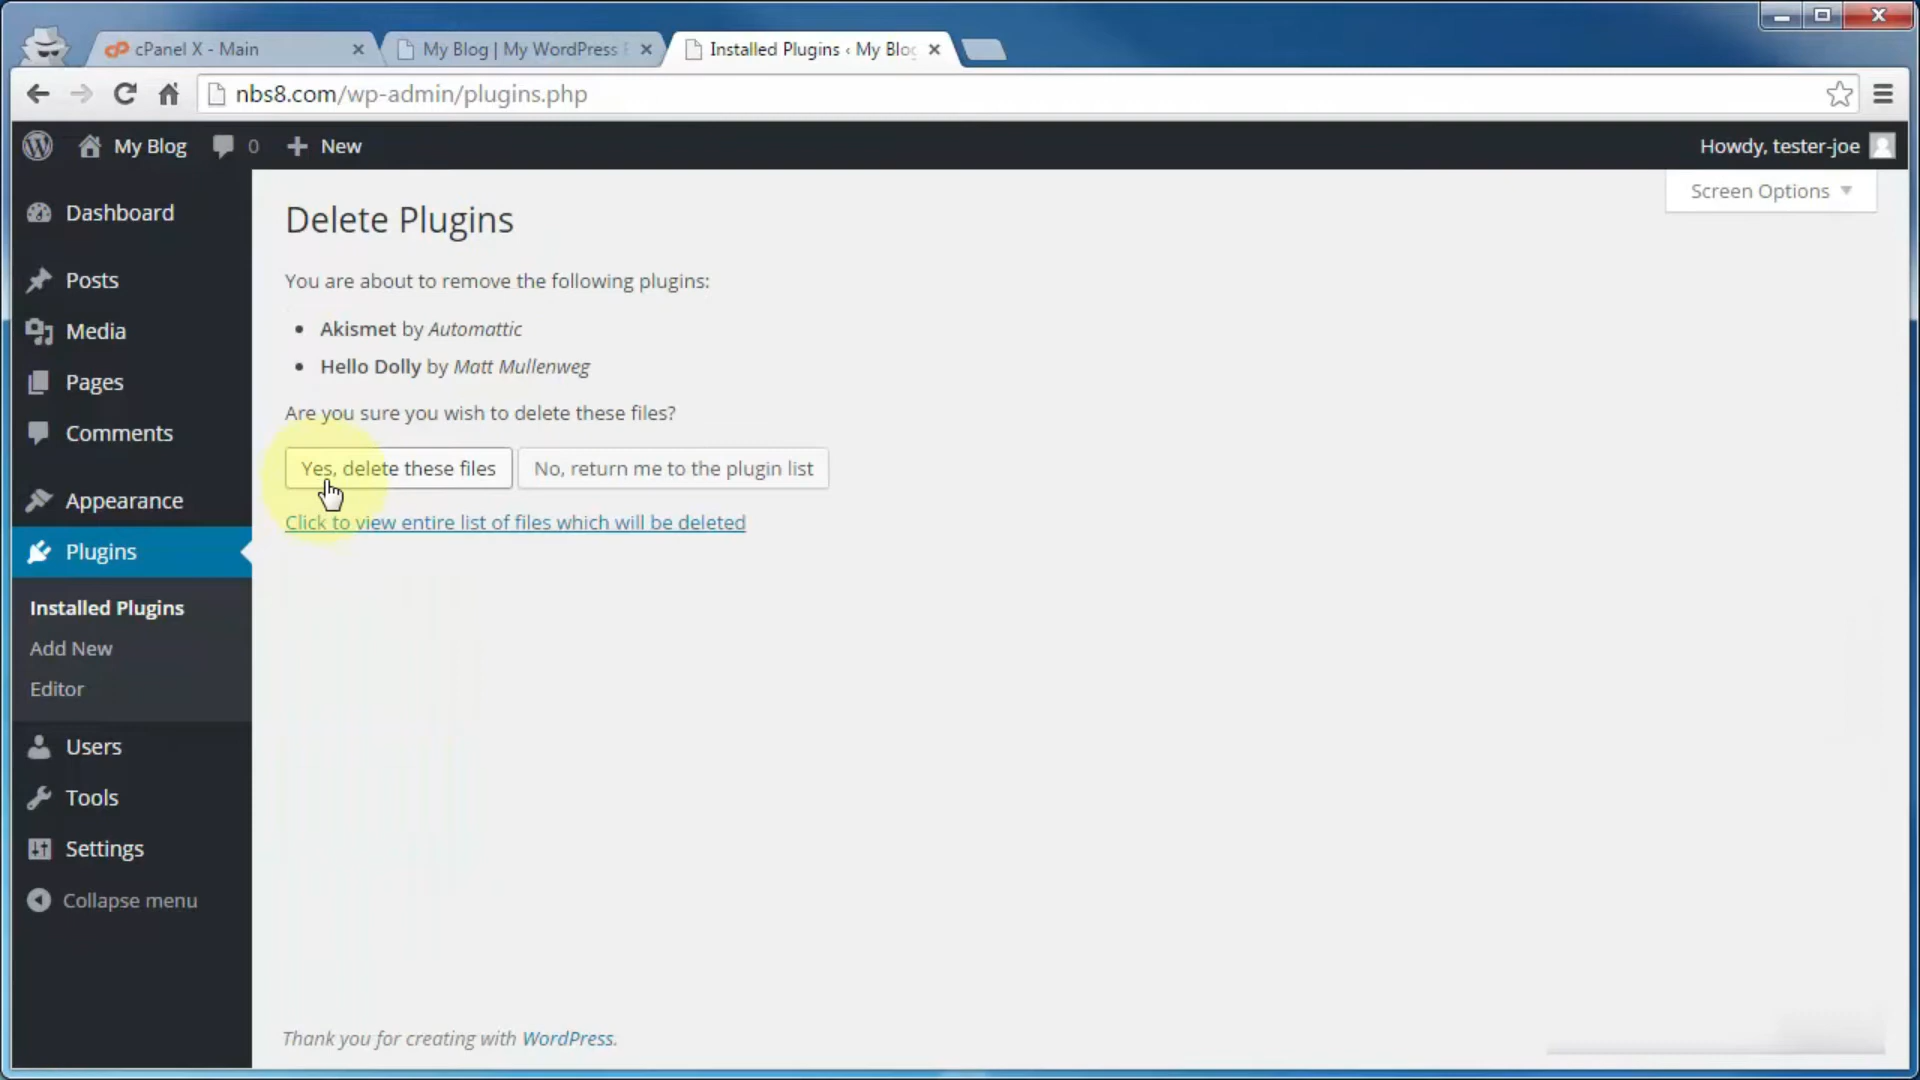 cPanel X - Main
My Blog | My WordPress
Installed Plugins ‹ My Blog
nbs8.com/wp-admin/plugins.php
My Blog
0
New
Howdy, tester-joe
Screen Options
Dashboard
Posts
Media
Pages
Comments
Appearance
Plugins
Installed Plugins
Add New
Editor
Users
Tools
Settings
Collapse menu
Delete Plugins
You are about to remove the following plugins:
• Akismet by Automattic
• Hello Dolly by Matt Mullenweg
Are you sure you wish to delete these files?
Yes, delete these files
No, return me to the plugin list
Click to view entire list of files which will be deleted
Thank you for creating with WordPress.